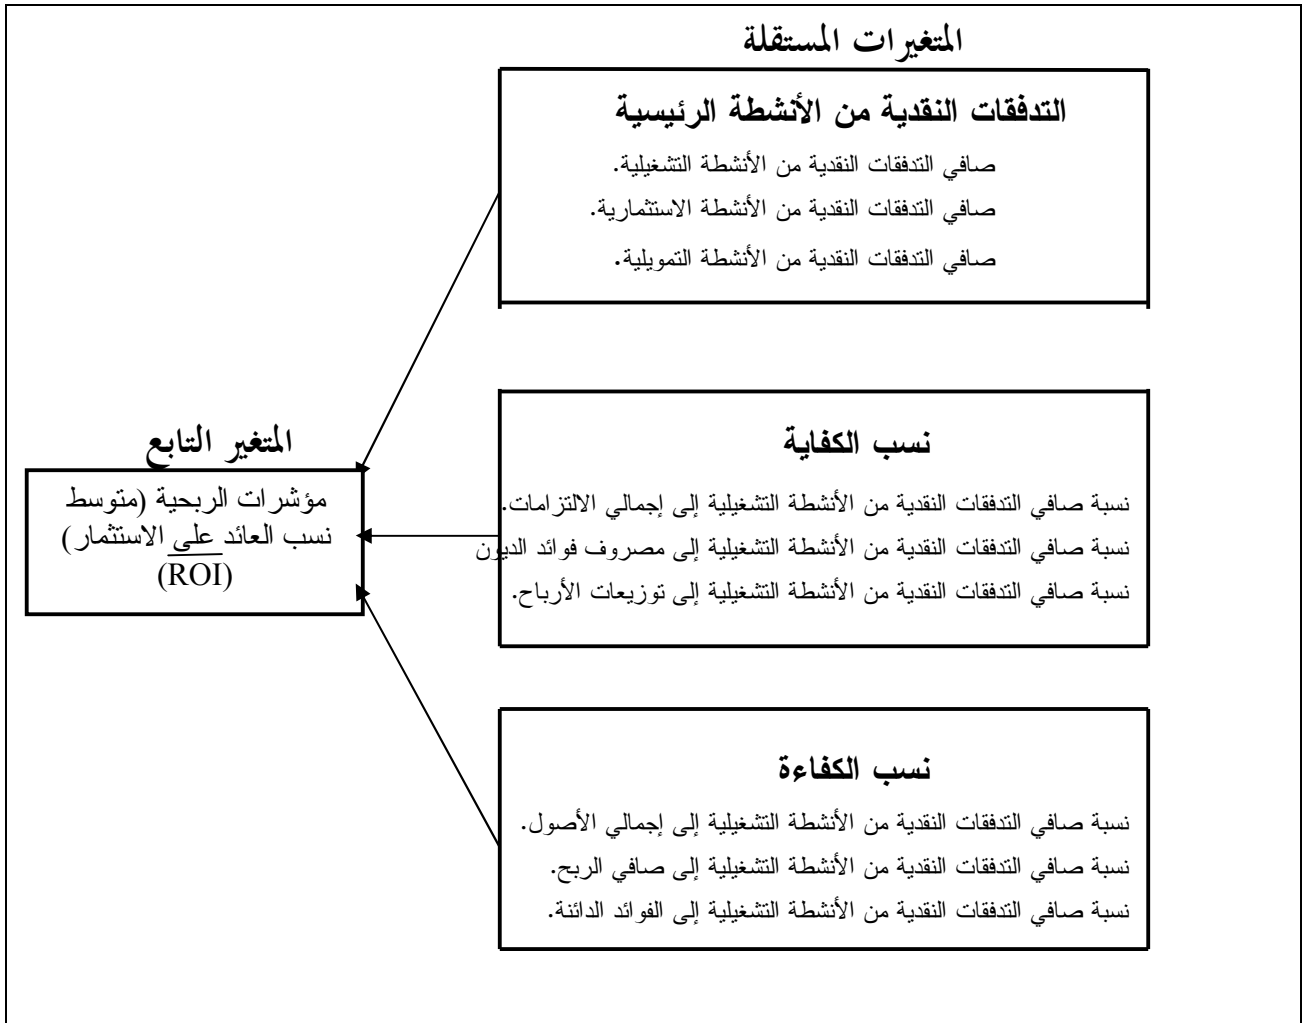 المتغيرات المستقلة
التدفقات النقدية من الأنشطة الرئيسية
صافي التدفقات النقدية من الأنشطة التشغيلية.
صافي التدفقات النقدية من الأنشطة الاستثمارية.
صافي التدفقات النقدية من الأنشطة التمويلية.
نسب الكفاية
نسبة صافي التدفقات النقدية من الأنشطة التشغيلية إلى إجمالي الالتزامات.
نسبة صافي التدفقات النقدية من الأنشطة التشغيلية إلى مصروف فوائد الديون
نسبة صافي التدفقات النقدية من الأنشطة التشغيلية إلى توزيعات الأرباح.
نسب الكفاءة
نسبة صافي التدفقات النقدية من الأنشطة التشغيلية إلى إجمالي الأصول.
نسبة صافي التدفقات النقدية من الأنشطة التشغيلية إلى صافي الربح.
نسبة صافي التدفقات النقدية من الأنشطة التشغيلية إلى الفوائد الدائنة.
المتغير التابع
مؤشرات الربحية (متوسط
نسب العائد على الاستثمار)
(ROI)